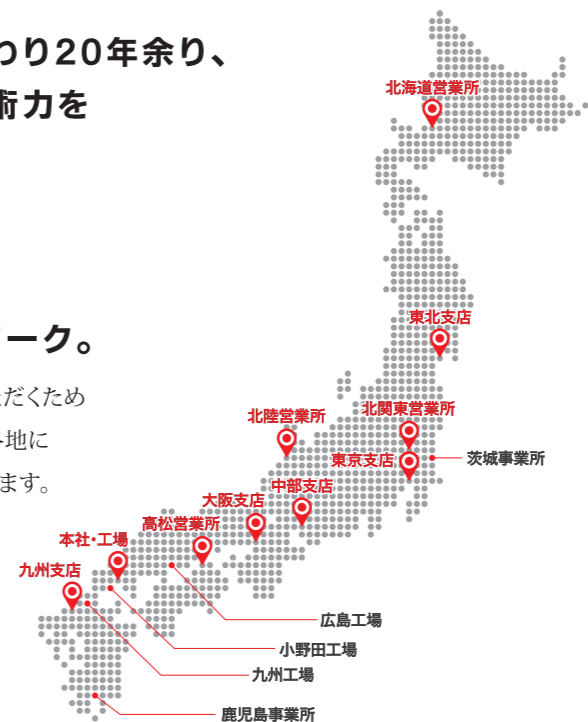 わり20年余り、
術力を
ーク。
だくため
地に
ます。
北海道営業所
東北支店
北関東営業所
北陸営業所
東京支店
茨城事業所
中部支店
大阪支店
高松営業所
本社・工場
九州支店
広島工場
小野田工場
九州工場
鹿児島事業所